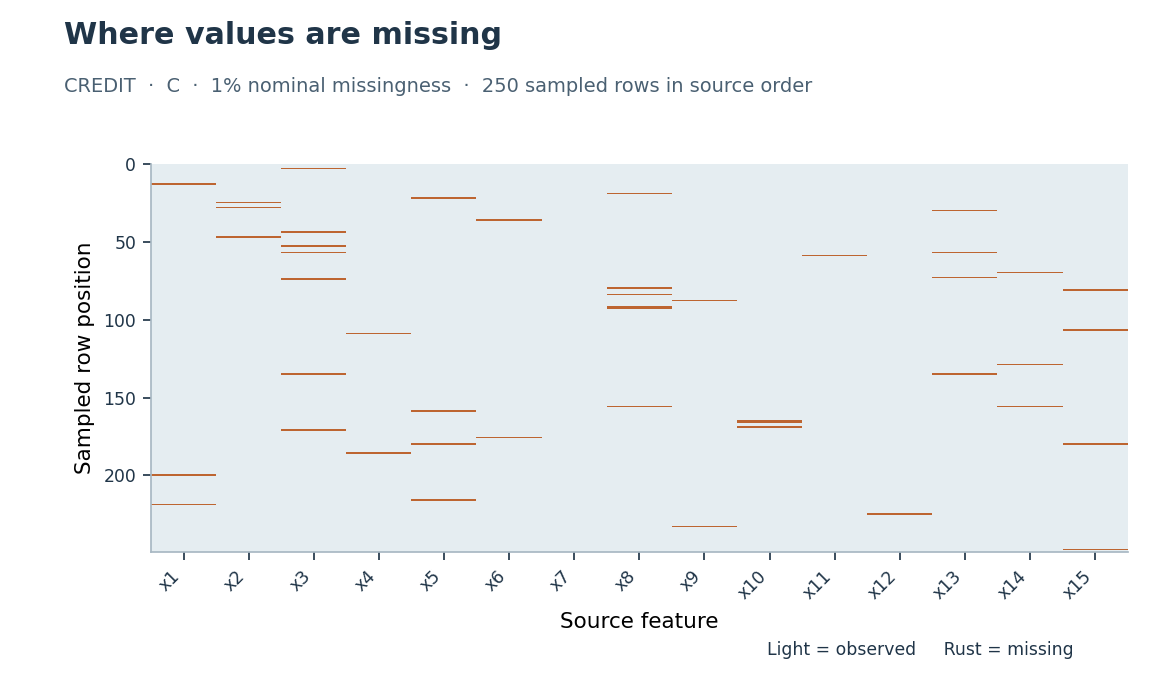 Where values are missing
CREDIT · C · 1% nominal missingness · 250 sampled rows in source order
Sampled row position
0
50
100
150
200
x1 x2 x3 x4 x5 x6 x7 x8 x9 x10 x11 x12 x13 x14 x15
Source feature
Light = observed Rust = missing